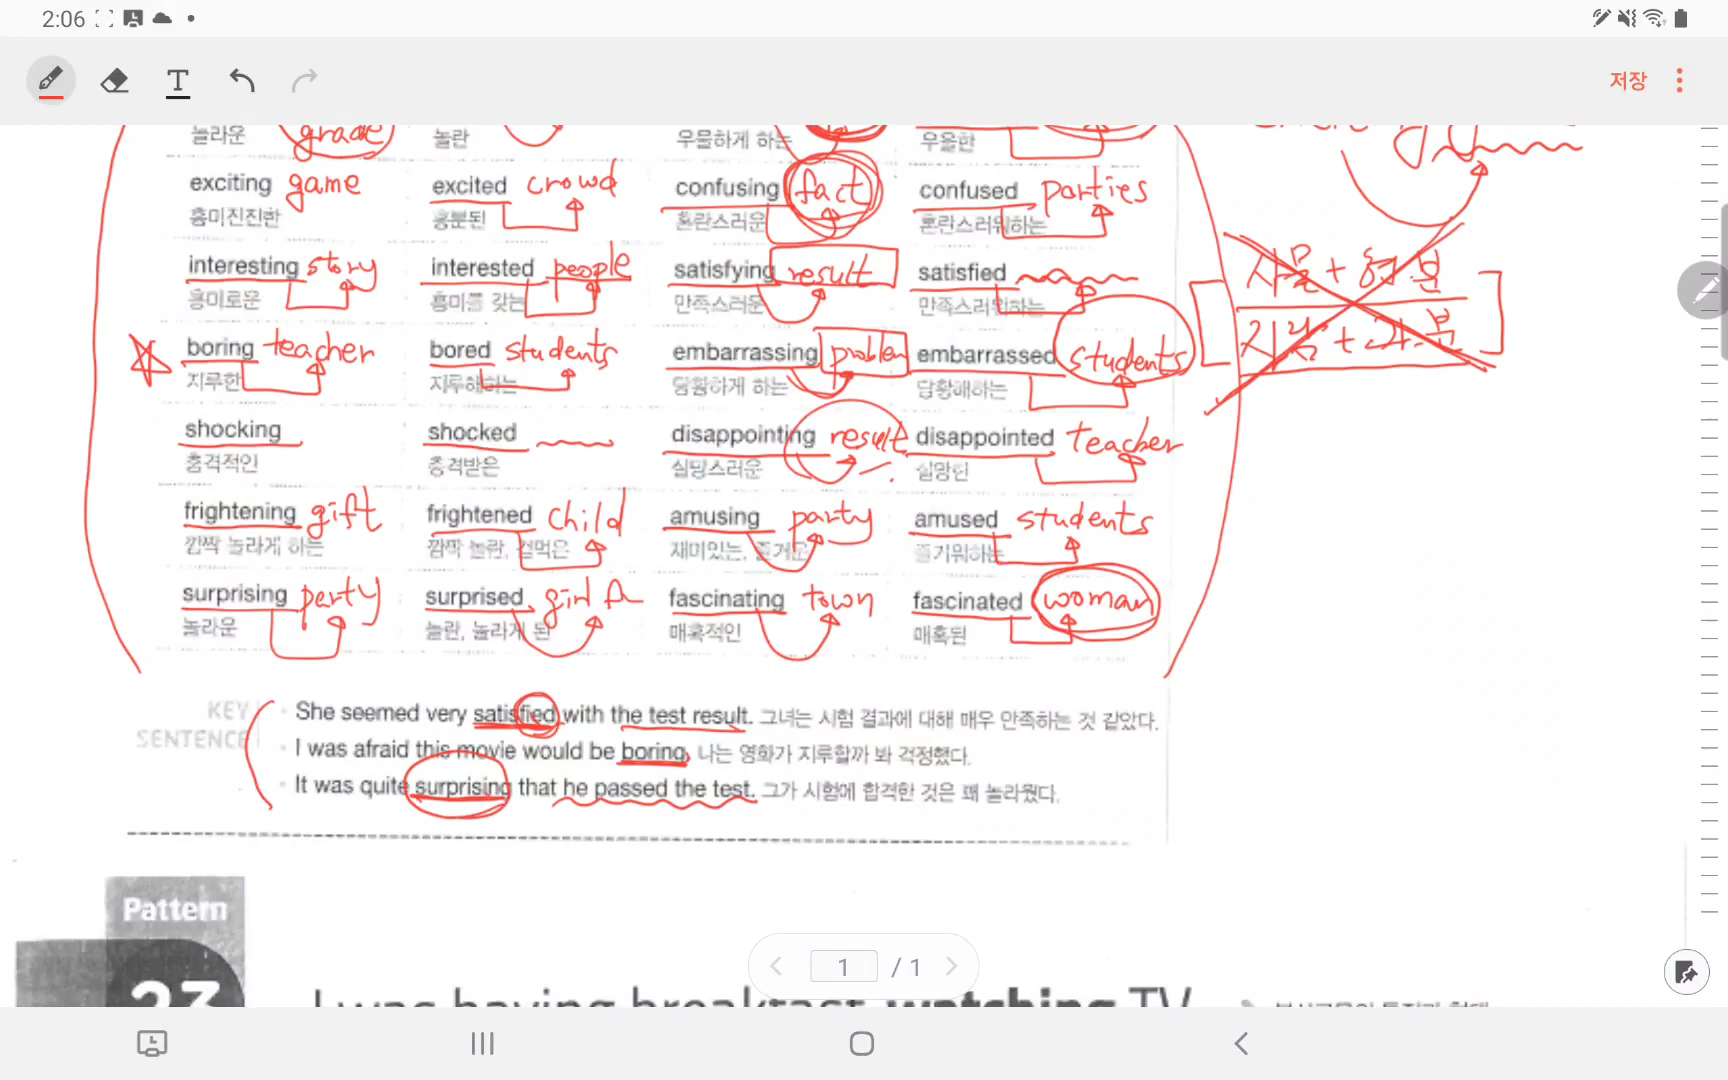 2:06
저장
grade
놀라운 놀란 우울하게 하는 우울한
exciting game excited crowd confusing fact confused parties
흥미진진한 흥분된 혼란스러운 혼란스러워하는
interesting story interested people satisfying result satisfied
흥미로운 흥미를 갖는 만족스러운 만족스러워하는
사물 + 현분
사람 + 과분
boring teacher bored students embarrassing problem embarrassed students
지루한 지루해하는 당황하게 하는 당황해하는
shocking shocked disappointing result disappointed teacher
충격적인 충격받은 실망스러운 실망한
frightening gift frightened child amusing party amused students
깜짝 놀라게 하는 깜짝 놀란, 겁먹은 재미있는, 즐거운 즐거워하는
surprising party surprised girl fascinating town fascinated woman
놀라운 놀란, 놀라게 된 매혹적인 매혹된
KEY SENTENCE
She seemed very satisfied with the test result. 그녀는 시험 결과에 대해 매우 만족하는 것 같았다.
I was afraid this movie would be boring. 나는 영화가 지루할까 봐 걱정했다.
It was quite surprising that he passed the test. 그가 시험에 합격한 것은 꽤 놀라웠다.
Pattern
23
I was having breakfast, watching TV
1 / 1